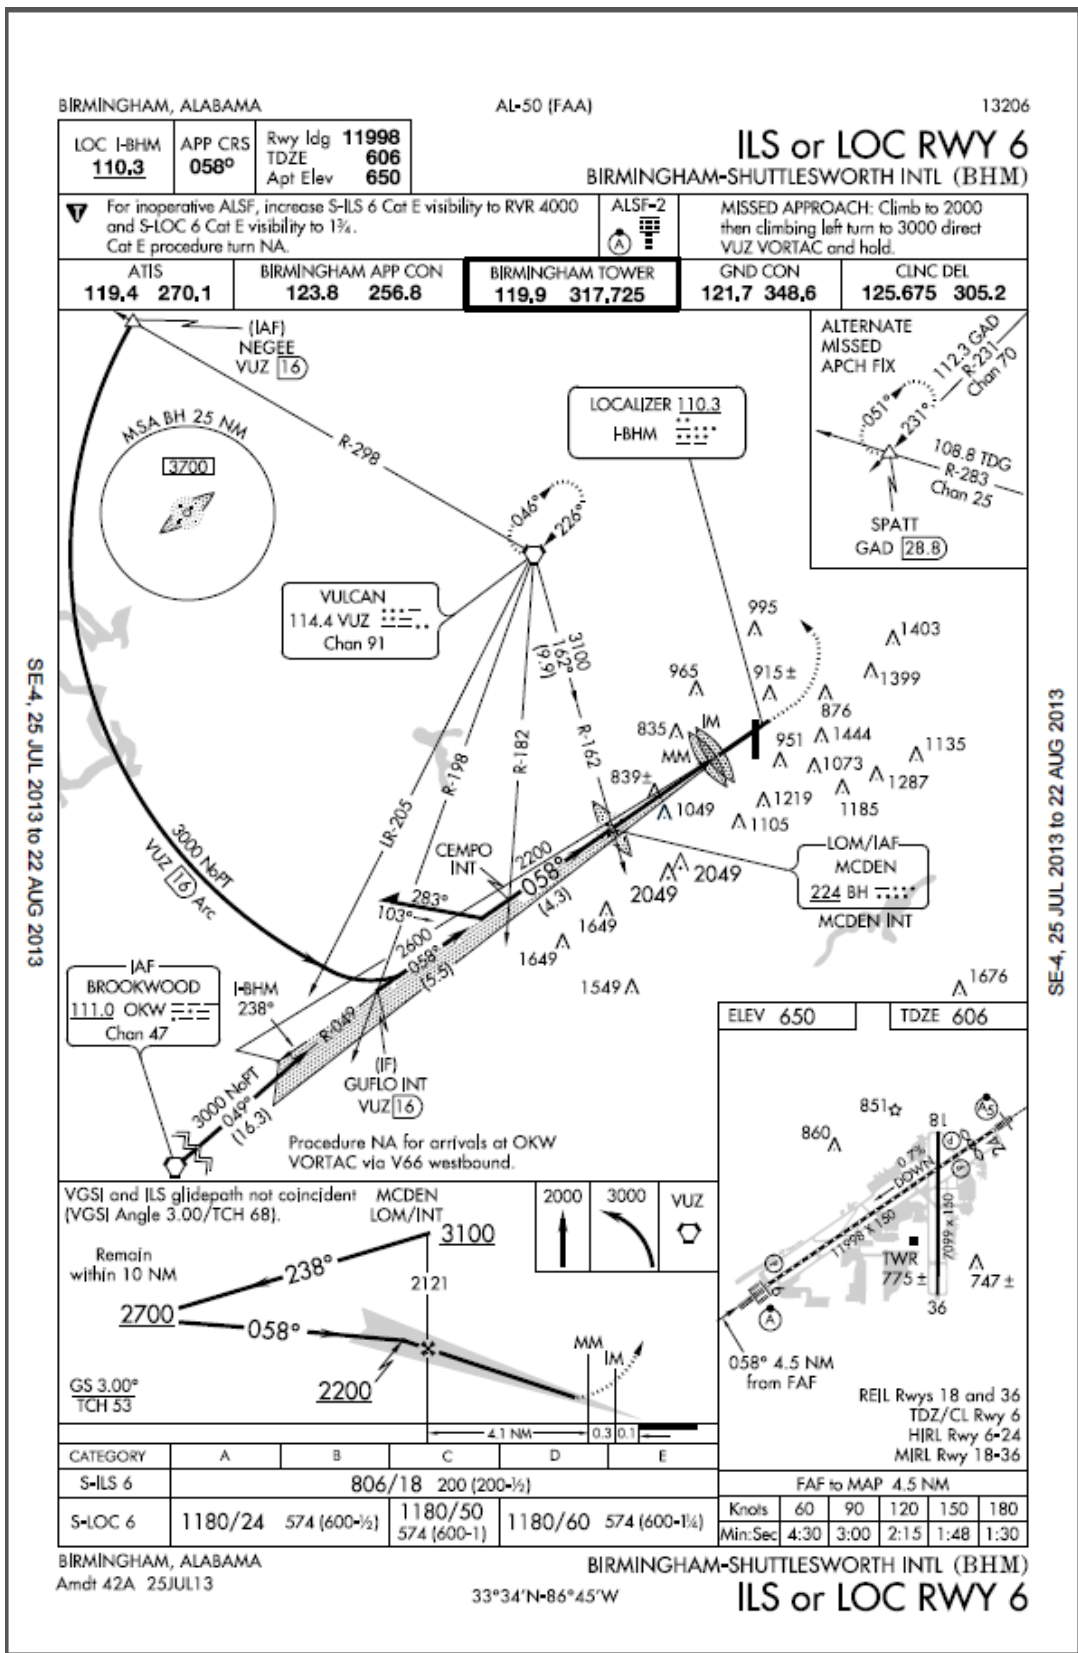 BIRMINGHAM, ALABAMA
AL-50 (FAA)
13206
LOC I-BHM
110.3
APP CRS
058°
Rwy ldg 11998
TDZE 606
Apt Elev 650
ILS or LOC RWY 6
BIRMINGHAM-SHUTTLESWORTH INTL (BHM)
T
For inoperative ALSF, increase S-ILS 6 Cat E visibility to RVR 4000
and S-LOC 6 Cat E visibility to 1¾.
Cat E procedure turn NA.
ALSF-2
A
MISSED APPROACH: Climb to 2000
then climbing left turn to 3000 direct
VUZ VORTAC and hold.
ATIS
119.4 270.1
BIRMINGHAM APP CON
123.8 256.8
BIRMINGHAM TOWER
119.9 317.725
GND CON
121.7 348.6
CLNC DEL
125.675 305.2
(IAF)
NEGEE
VUZ 16
MSA BH 25 NM
3700
R-298
LOCALIZER 110.3
I-BHM
ALTERNATE
MISSED
APCH FIX
112.3 GAD
R-231
Chan 70
051°
231°
108.8 TDG
R-283
Chan 25
SPATT
GAD 28.8
046°
226°
VULCAN
114.4 VUZ
Chan 91
3100
162°
(9.9)
R-162
R-182
R-198
LR-205
995
1403
965
915±
1399
876
835
IM
MM
951
1444
1135
839±
1073
1287
1049
1219
1185
1105
3000 NoPT
VUZ 16 Arc
CEMPO
INT
2200
058°
(4.3)
LOM/IAF
MCDEN
224 BH
MCDEN INT
2049
2049
283°
103°
1649
1649
2600
058°
(5.5)
1549
1676
IAF
BROOKWOOD
111.0 OKW
Chan 47
I-BHM
238°
R-049
(IF)
GUFLO INT
VUZ 16
3000 NoPT
049°
(16.3)
Procedure NA for arrivals at OKW
VORTAC via V66 westbound.
SE-4, 25 JUL 2013 to 22 AUG 2013
SE-4, 25 JUL 2013 to 22 AUG 2013
ELEV 650
TDZE 606
851
860
18
A5
24
P
0.7%
DOWN
11998 X 150
7099 x 150
TWR
775±
747±
6
36
A
058° 4.5 NM
from FAF
REIL Rwys 18 and 36
TDZ/CL Rwy 6
HIRL Rwy 6-24
MIRL Rwy 18-36
VGSI and ILS glidepath not coincident
(VGSI Angle 3.00/TCH 68).
MCDEN
LOM/INT
3100
2000
3000
VUZ
Remain
within 10 NM
238°
2700
058°
2121
2200
MM
IM
GS 3.00°
TCH 53
4.1 NM
0.3
0.1
CATEGORY A B C D E
S-ILS 6 806/18 200 (200-½)
S-LOC 6 1180/24 574 (600-½) 1180/50 574 (600-1) 1180/60 574 (600-1¼)
FAF to MAP 4.5 NM
Knots 60 90 120 150 180
Min:Sec 4:30 3:00 2:15 1:48 1:30
BIRMINGHAM, ALABAMA
Amdt 42A 25JUL13
33°34'N-86°45'W
BIRMINGHAM-SHUTTLESWORTH INTL (BHM)
ILS or LOC RWY 6